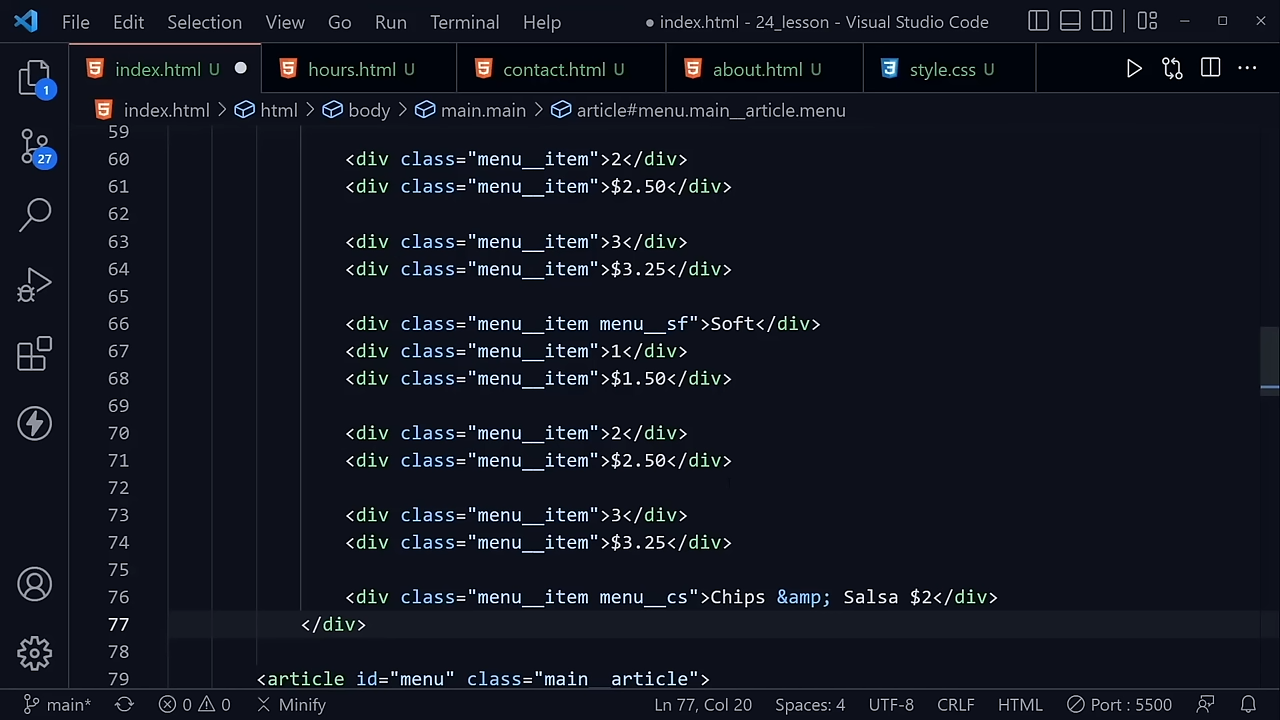 File Edit Selection View Go Run Terminal Help ● index.html - 24_lesson - Visual Studio Code
index.html U ● hours.html U contact.html U about.html U style.css U
index.html > html > body > main.main > article#menu.main__article.menu
59
60 <div class="menu__item">2</div>
61 <div class="menu__item">$2.50</div>
62
63 <div class="menu__item">3</div>
64 <div class="menu__item">$3.25</div>
65
66 <div class="menu__item menu__sf">Soft</div>
67 <div class="menu__item">1</div>
68 <div class="menu__item">$1.50</div>
69
70 <div class="menu__item">2</div>
71 <div class="menu__item">$2.50</div>
72
73 <div class="menu__item">3</div>
74 <div class="menu__item">$3.25</div>
75
76 <div class="menu__item menu__cs">Chips &amp; Salsa $2</div>
77 </div>
78
79 <article id="menu" class="main__article">
1
27
main* 0 0 Minify Ln 77, Col 20 Spaces: 4 UTF-8 CRLF HTML Port : 5500